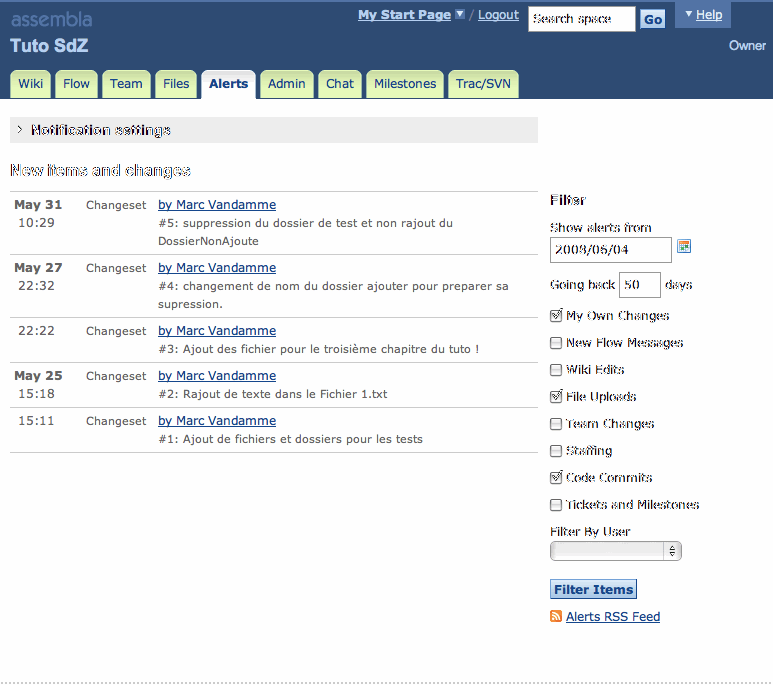 assembla
My Start Page / Logout
Search space
Go
Help
Tuto SdZ
Owner
Wiki Flow Team Files Alerts Admin Chat Milestones Trac/SVN
> Notification settings
New items and changes
May 31 Changeset by Marc Vandamme
10:29 #5: suppression du dossier de test et non rajout du
DossierNonAjoute
May 27 Changeset by Marc Vandamme
22:32 #4: changement de nom du dossier ajouter pour preparer sa
supression.
22:22 Changeset by Marc Vandamme
#3: Ajout des fichier pour le troisième chapitre du tuto !
May 25 Changeset by Marc Vandamme
15:18 #2: Rajout de texte dans le Fichier 1.txt
15:11 Changeset by Marc Vandamme
#1: Ajout de fichiers et dossiers pour les tests
Filter
Show alerts from
2008/06/04
Going back 50 days
My Own Changes
New Flow Messages
Wiki Edits
File Uploads
Team Changes
Staffing
Code Commits
Tickets and Milestones
Filter By User
Filter Items
Alerts RSS Feed